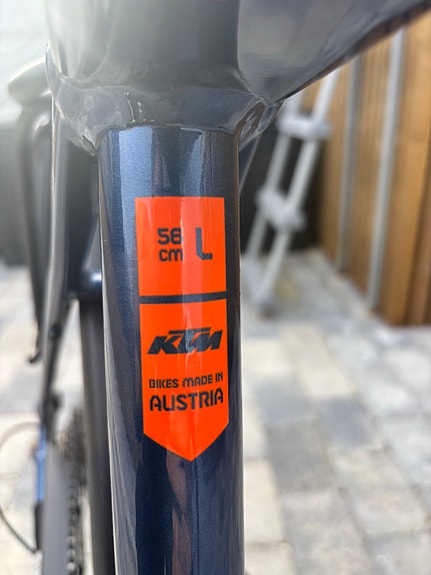 56 L
cm
KTM
BIKES MADE IN
AUSTRIA